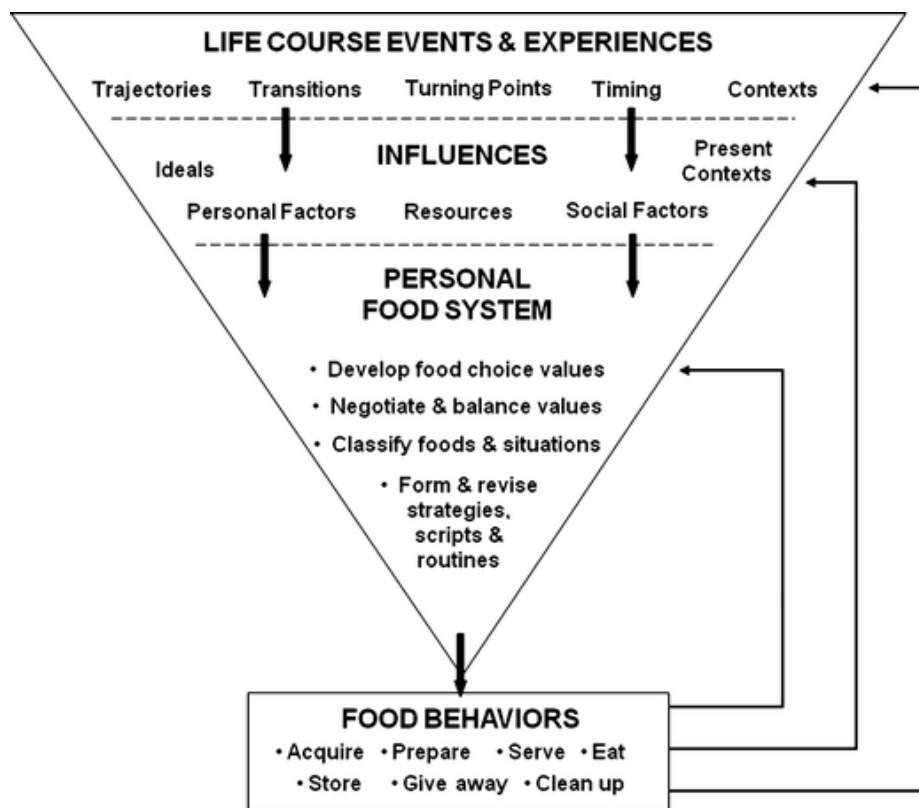 LIFE COURSE EVENTS & EXPERIENCES
Trajectories Transitions Turning Points Timing Contexts
INFLUENCES
Ideals
Present
Contexts
Personal Factors Resources Social Factors
PERSONAL
FOOD SYSTEM
• Develop food choice values
• Negotiate & balance values
• Classify foods & situations
• Form & revise
strategies,
scripts &
routines
FOOD BEHAVIORS
• Acquire • Prepare • Serve • Eat
• Store • Give away • Clean up